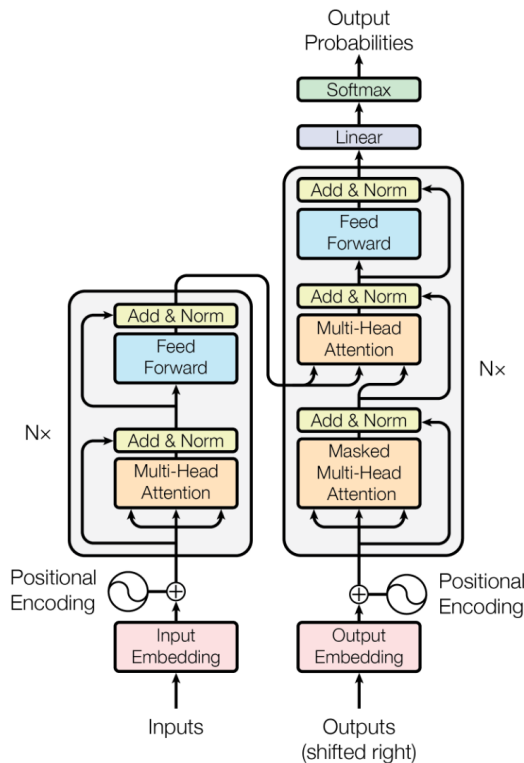 Output
Probabilities
Softmax
Linear
Add & Norm
Feed
Forward
Add & Norm
Multi-Head
Attention
Add & Norm
Masked
Multi-Head
Attention
N×
Positional
Encoding
Output
Embedding
Outputs
(shifted right)
Add & Norm
Feed
Forward
Add & Norm
Multi-Head
Attention
N×
Positional
Encoding
Input
Embedding
Inputs